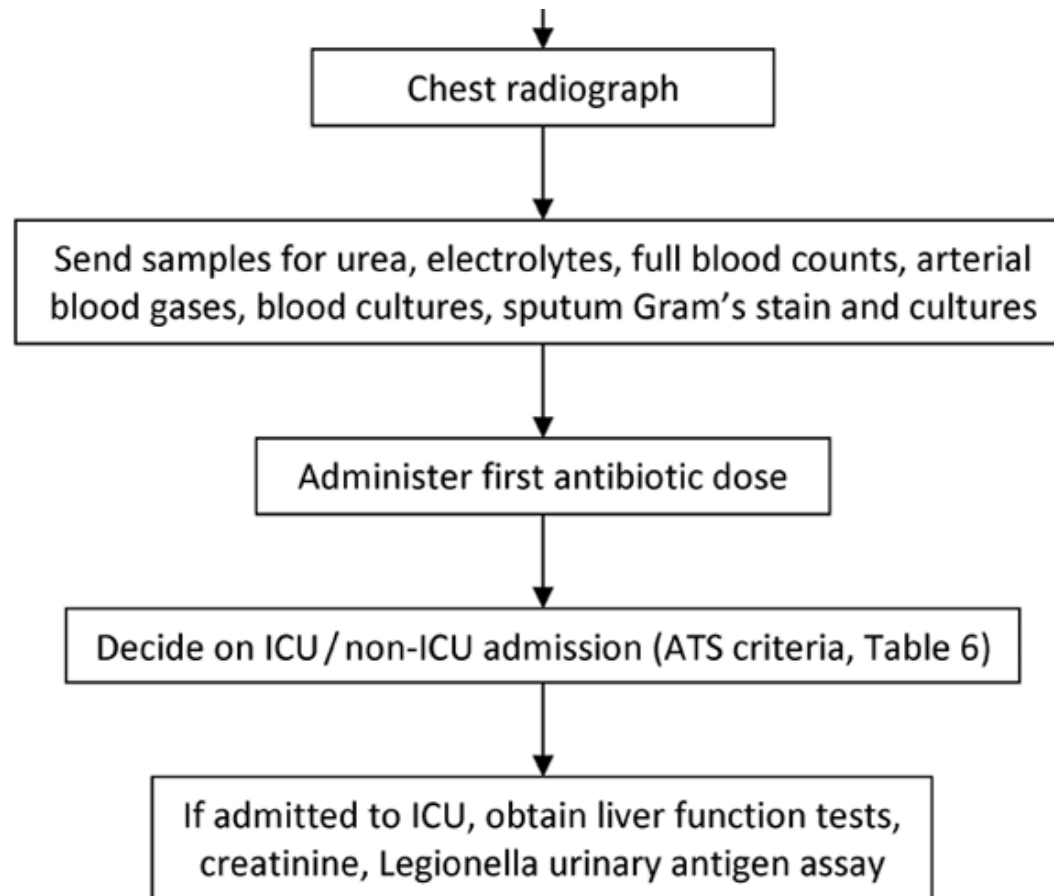 Chest radiograph
Send samples for urea, electrolytes, full blood counts, arterial
blood gases, blood cultures, sputum Gram’s stain and cultures
Administer first antibiotic dose
Decide on ICU / non-ICU admission (ATS criteria, Table 6)
If admitted to ICU, obtain liver function tests,
creatinine, Legionella urinary antigen assay